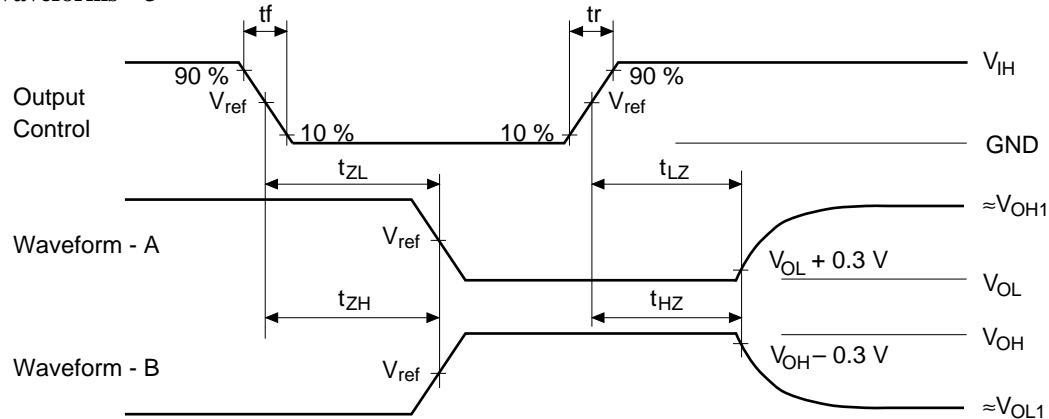 tf
tr
90 %
90 %
V_IH
V_ref
V_ref
Output
Control
10 %
10 %
GND
t_ZL
t_LZ
≈V_OH1
V_ref
Waveform - A
V_OL + 0.3 V
V_OL
t_ZH
t_HZ
V_OH
V_OH – 0.3 V
Waveform - B
V_ref
≈V_OL1